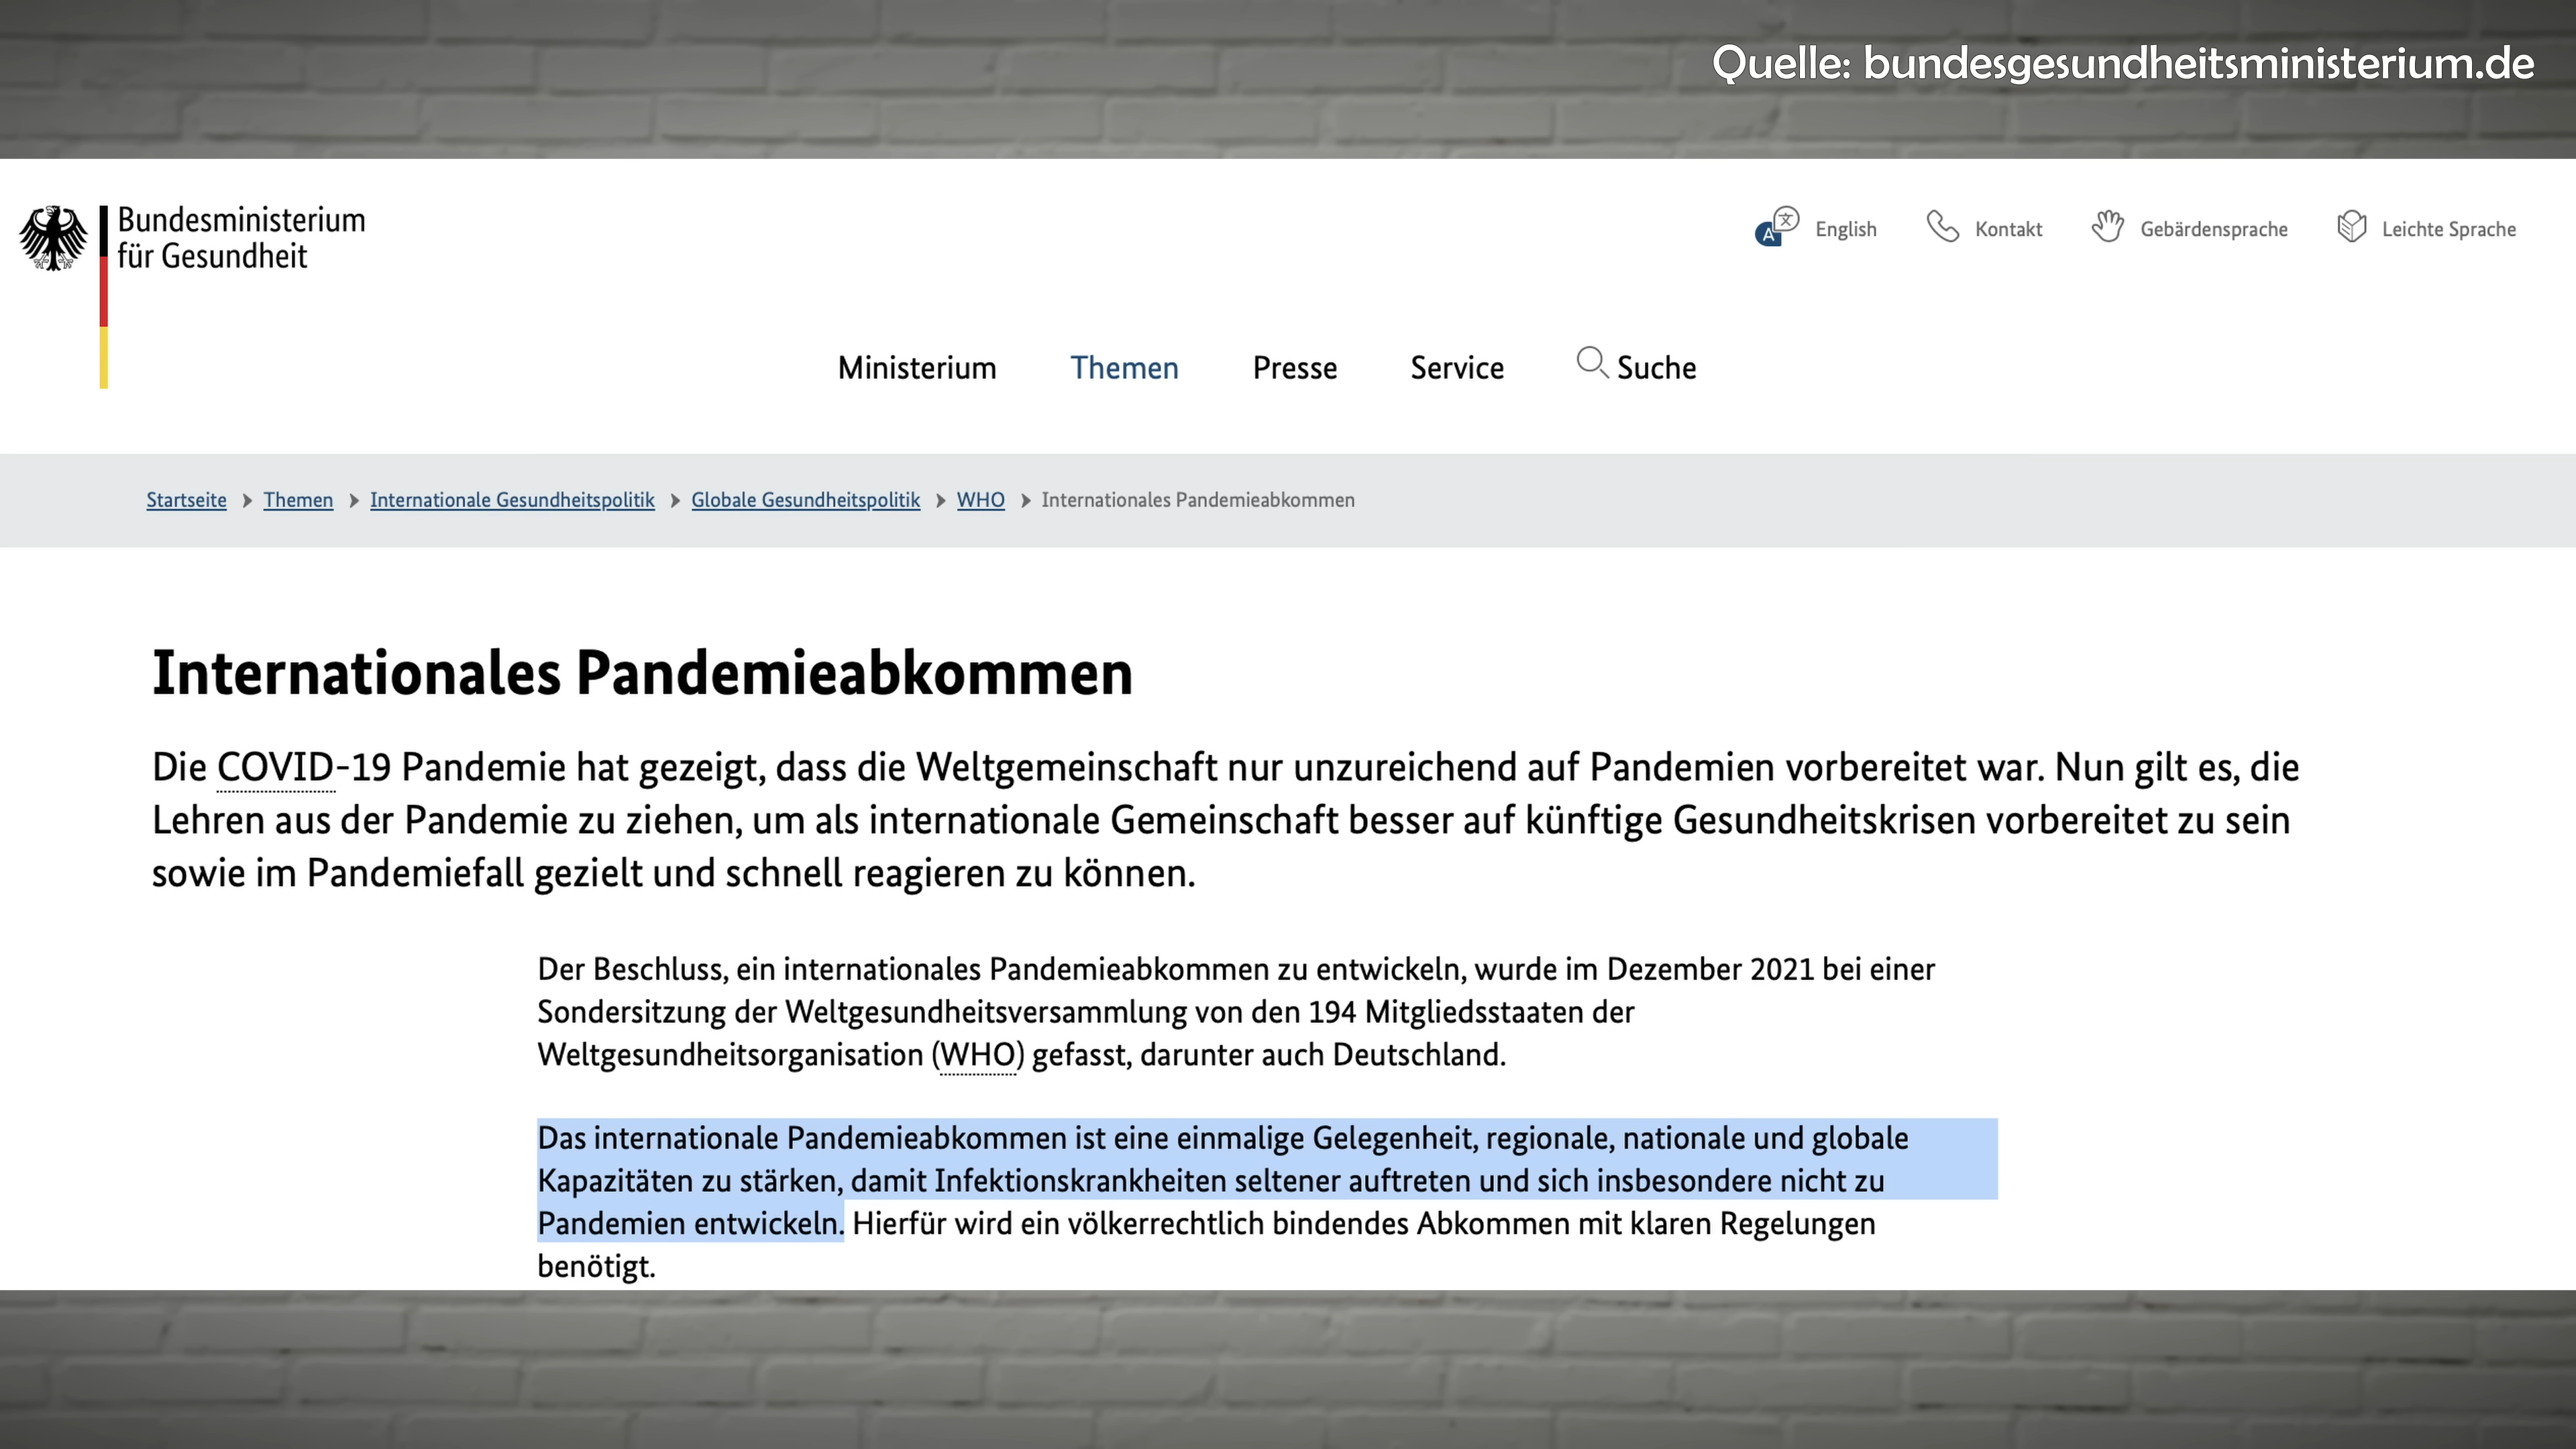 Quelle: bundesgesundheitsministerium.de
Bundesministerium
für Gesundheit
English
Kontakt
Gebärdensprache
Leichte Sprache
Ministerium
Themen
Presse
Service
Suche
Startseite
Themen
Internationale Gesundheitspolitik
Globale Gesundheitspolitik
WHO
Internationales Pandemieabkommen
Internationales Pandemieabkommen
Die COVID-19 Pandemie hat gezeigt, dass die Weltgemeinschaft nur unzureichend auf Pandemien vorbereitet war. Nun gilt es, die
Lehren aus der Pandemie zu ziehen, um als internationale Gemeinschaft besser auf künftige Gesundheitskrisen vorbereitet zu sein
sowie im Pandemiefall gezielt und schnell reagieren zu können.
Der Beschluss, ein internationales Pandemieabkommen zu entwickeln, wurde im Dezember 2021 bei einer
Sondersitzung der Weltgesundheitsversammlung von den 194 Mitgliedsstaaten der
Weltgesundheitsorganisation (WHO) gefasst, darunter auch Deutschland.
Das internationale Pandemieabkommen ist eine einmalige Gelegenheit, regionale, nationale und globale
Kapazitäten zu stärken, damit Infektionskrankheiten seltener auftreten und sich insbesondere nicht zu
Pandemien entwickeln. Hierfür wird ein völkerrechtlich bindendes Abkommen mit klaren Regelungen
benötigt.